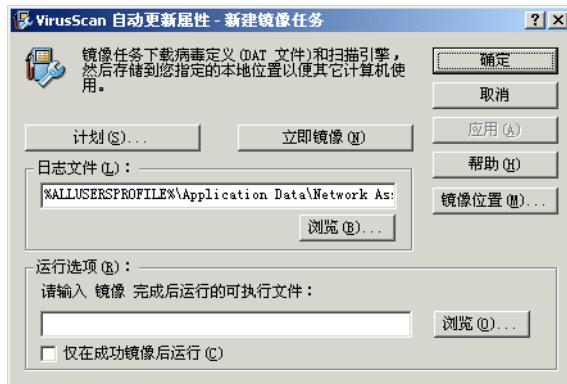 VirusScan 自动更新属性 - 新建镜像任务
镜像任务下载病毒定义 (DAT 文件)和扫描引擎，
然后存储到您指定的本地位置以便其它计算机使
用。
确定
取消
计划(S)...
立即镜像(N)
应用(A)
日志文件(L)：
帮助(H)
%ALLUSERSPROFILE%\Application Data\Network As
镜像位置(M)...
浏览(B)...
运行选项(R)：
请输入 镜像 完成后运行的可执行文件：
浏览(O)...
仅在成功镜像后运行(C)